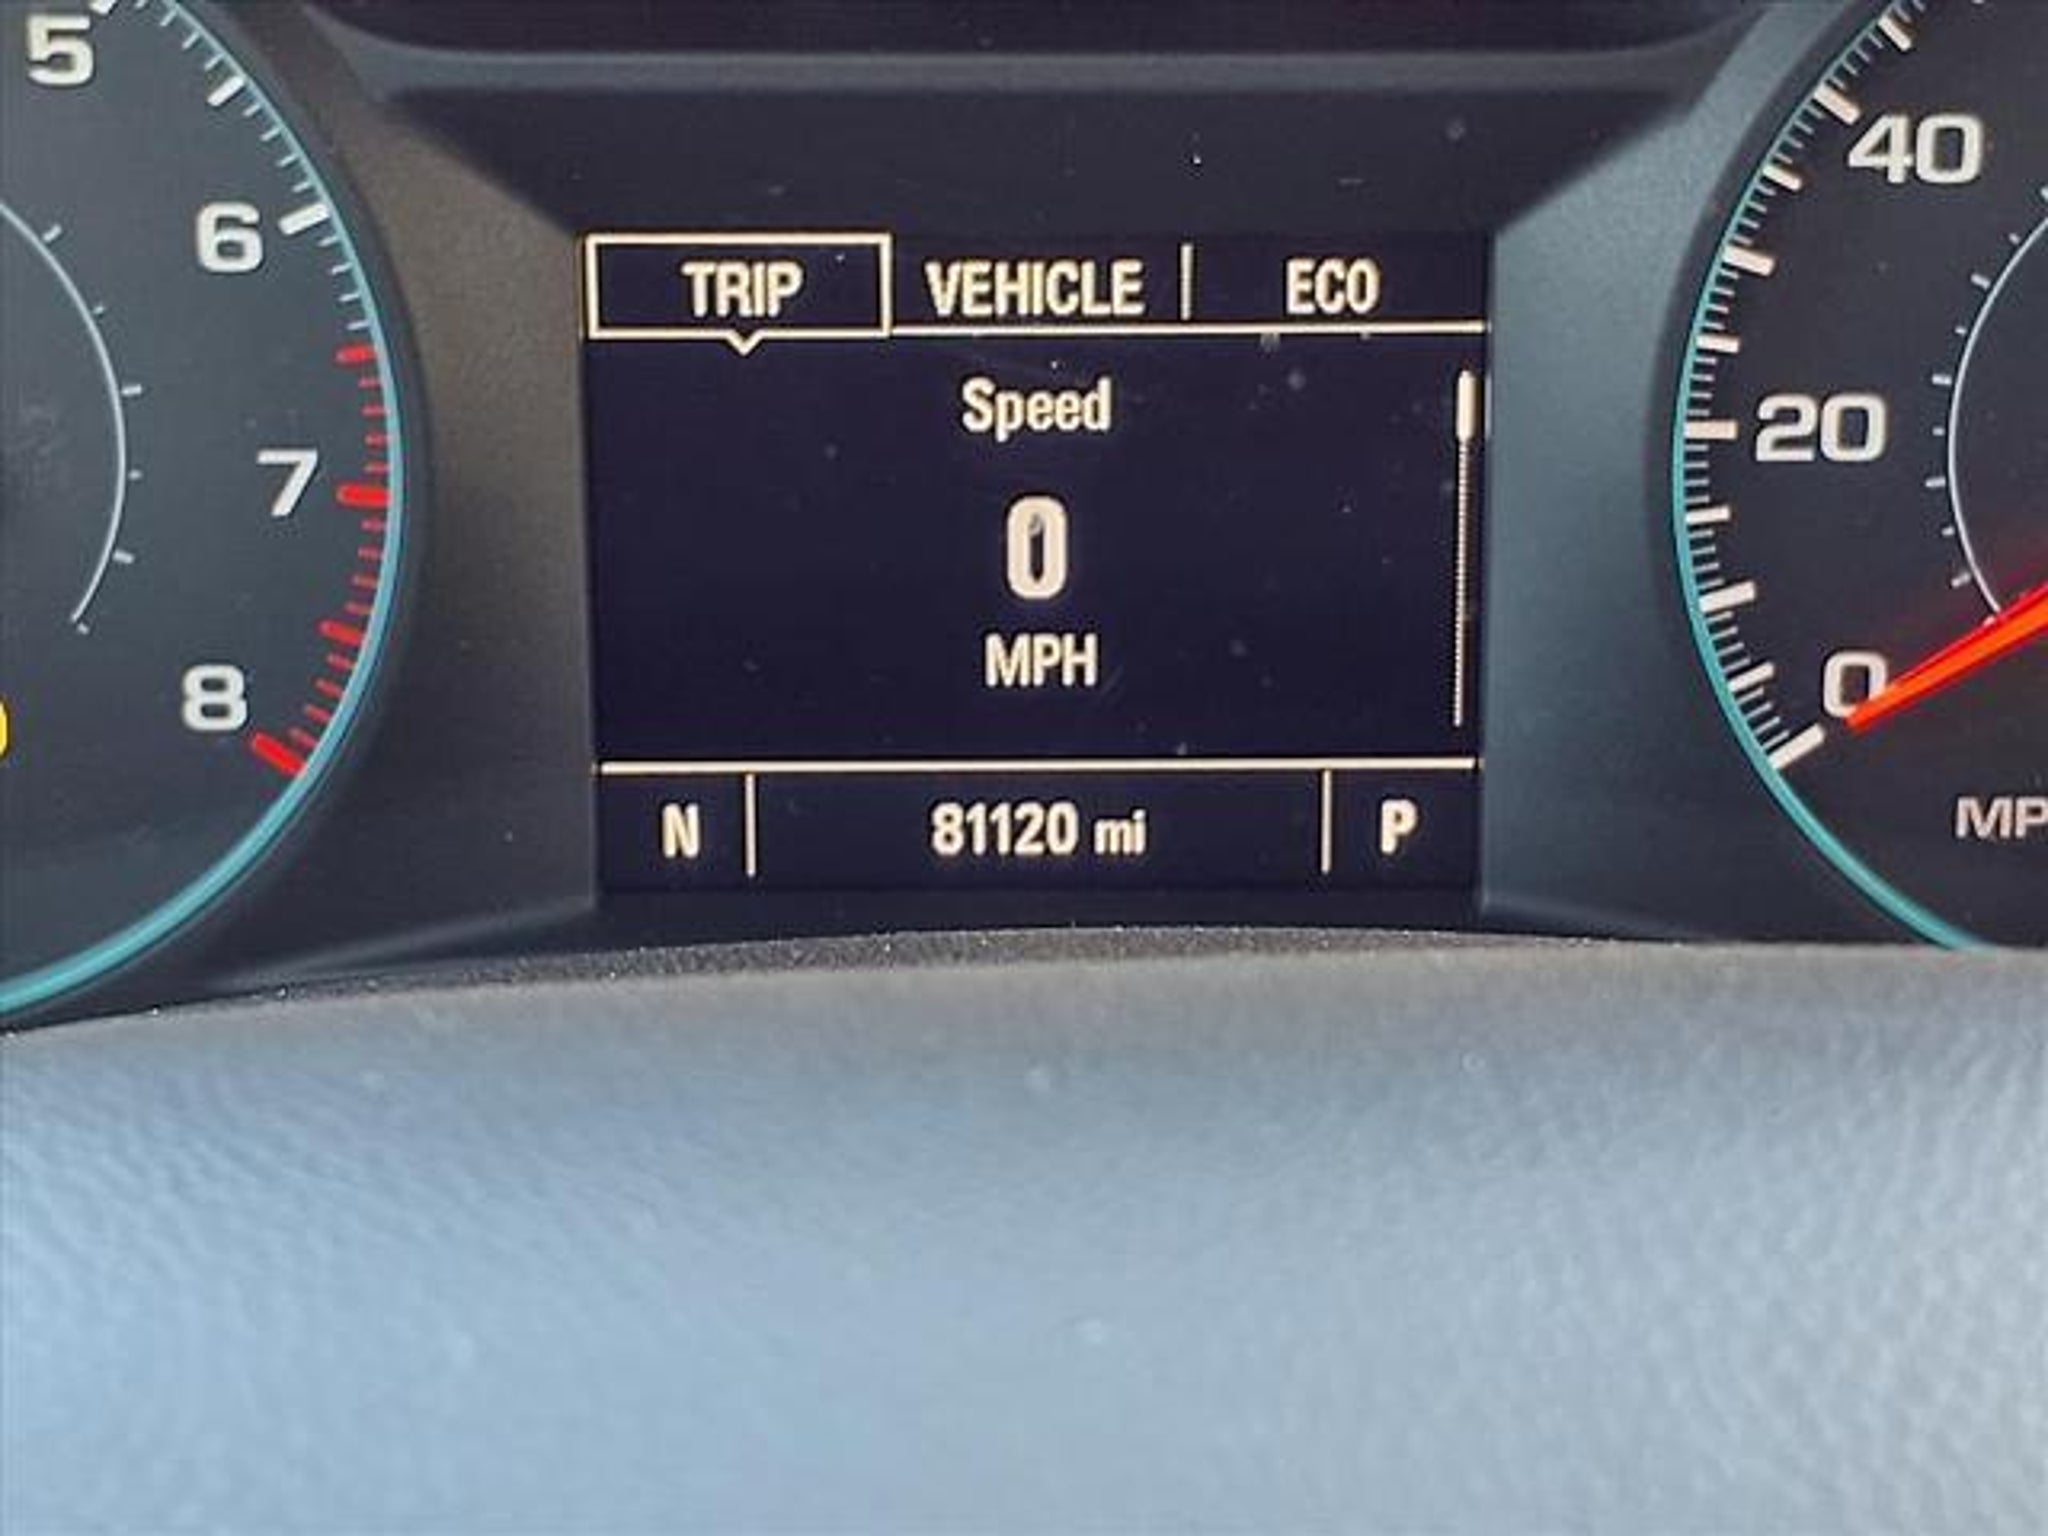 5
6
7
8
TRIP VEHICLE ECO
Speed
0
MPH
N 81120 mi P
40
20
0
MP